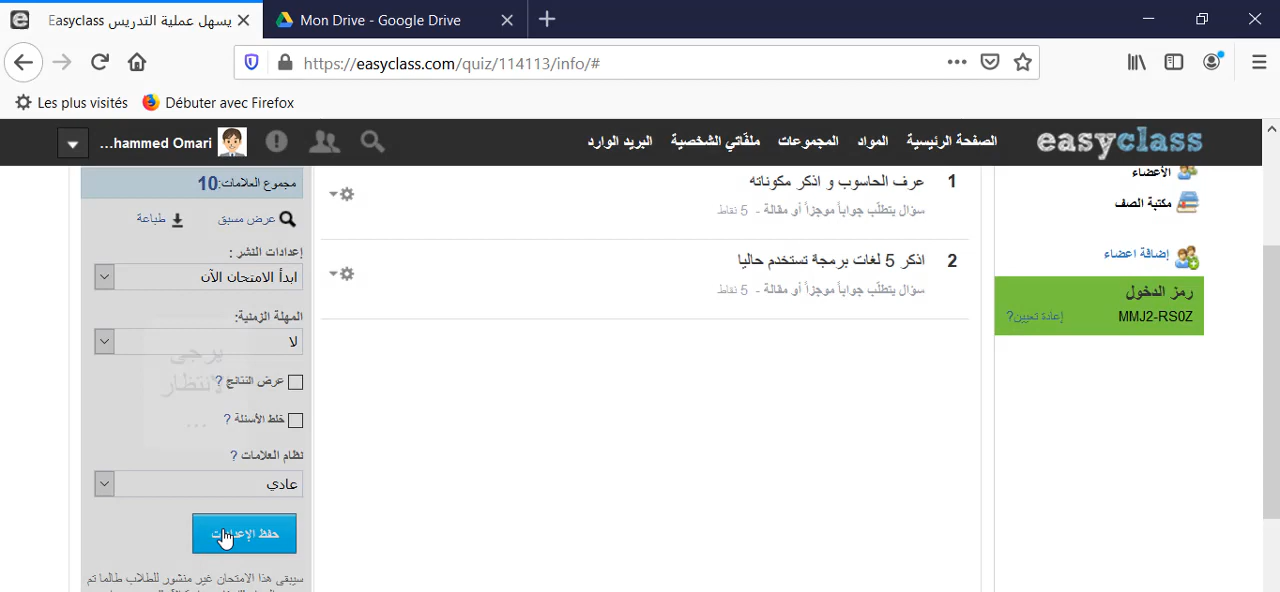 Easyclass يسهل عملية التدريس
Mon Drive - Google Drive
https://easyclass.com/quiz/114113/info/#
Les plus visités
Débuter avec Firefox
easyclass
الصفحة الرئيسية
المواد
المجموعات
ملفّاتي الشخصية
البريد الوارد
...hammed Omari
الأعضاء
مكتبة الصف
إضافة اعضاء
رمز الدخول
MMJ2-RS0Z
إعادة تعيين?
1
عرف الحاسوب و اذكر مكوناته
سؤال يتطلّب جواباً موجزاً أو مقالة - 5 نقاط
2
اذكر 5 لغات برمجة تستخدم حاليا
سؤال يتطلّب جواباً موجزاً أو مقالة - 5 نقاط
مجموع العلامات:10
عرض مسبق
طباعة
إعدادات النشر :
ابدأ الامتحان الآن
المهلة الزمنية:
لا
يرجى
الانتظار
...
عرض النتائج ?
خلط الأسئلة ?
نظام العلامات ?
عادي
حفظ الإعدادات
سيبقى هذا الامتحان غير منشور للطلاب طالما تم